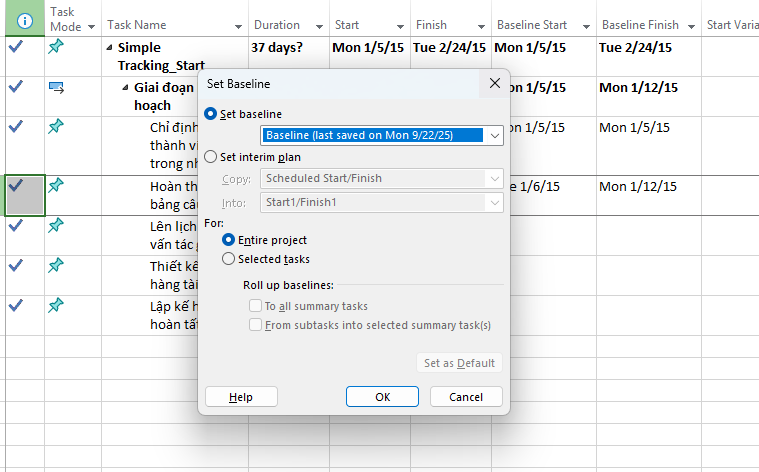 Task
Mode
Task Name
Duration
Start
Finish
Baseline Start
Baseline Finish
Start Varia
Simple
Tracking_Start
37 days?
Mon 1/5/15
Tue 2/24/15
Mon 1/5/15
Tue 2/24/15
Giai đoạn
hoạch
1/5/15
Mon 1/12/15
Chỉ định
thành vi
trong nh
1/5/15
Mon 1/5/15
Hoàn th
bảng câu
1/6/15
Mon 1/12/15
Lên lịch
vấn tác g
Thiết kế
hàng tài
Lập kế h
hoàn tất
Set Baseline
Set baseline
Baseline (last saved on Mon 9/22/25)
Set interim plan
Copy:
Scheduled Start/Finish
Into:
Start1/Finish1
For:
Entire project
Selected tasks
Roll up baselines:
To all summary tasks
From subtasks into selected summary task(s)
Set as Default
Help
OK
Cancel